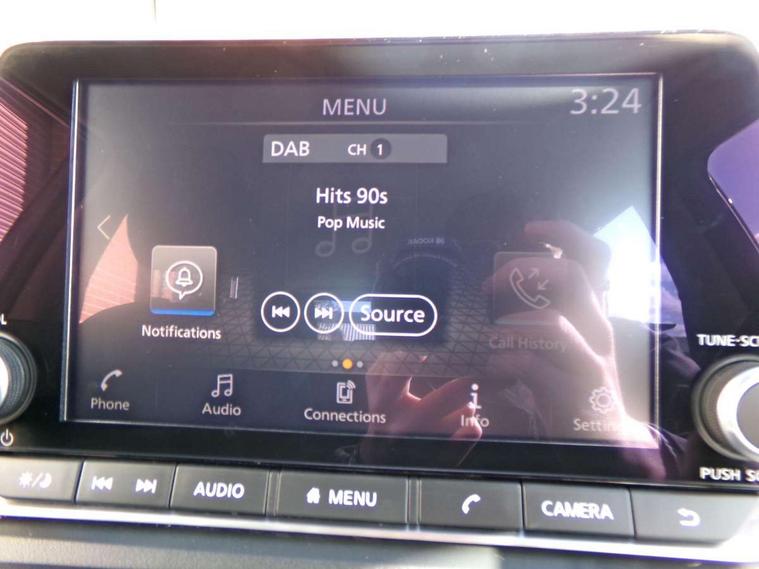 MENU
3:24
DAB CH 1
Hits 90s
Pop Music
Source
Notifications
Call History
Phone
Audio
Connections
Info
TUNE-SC
AUDIO
MENU
CAMERA
PUSH SO